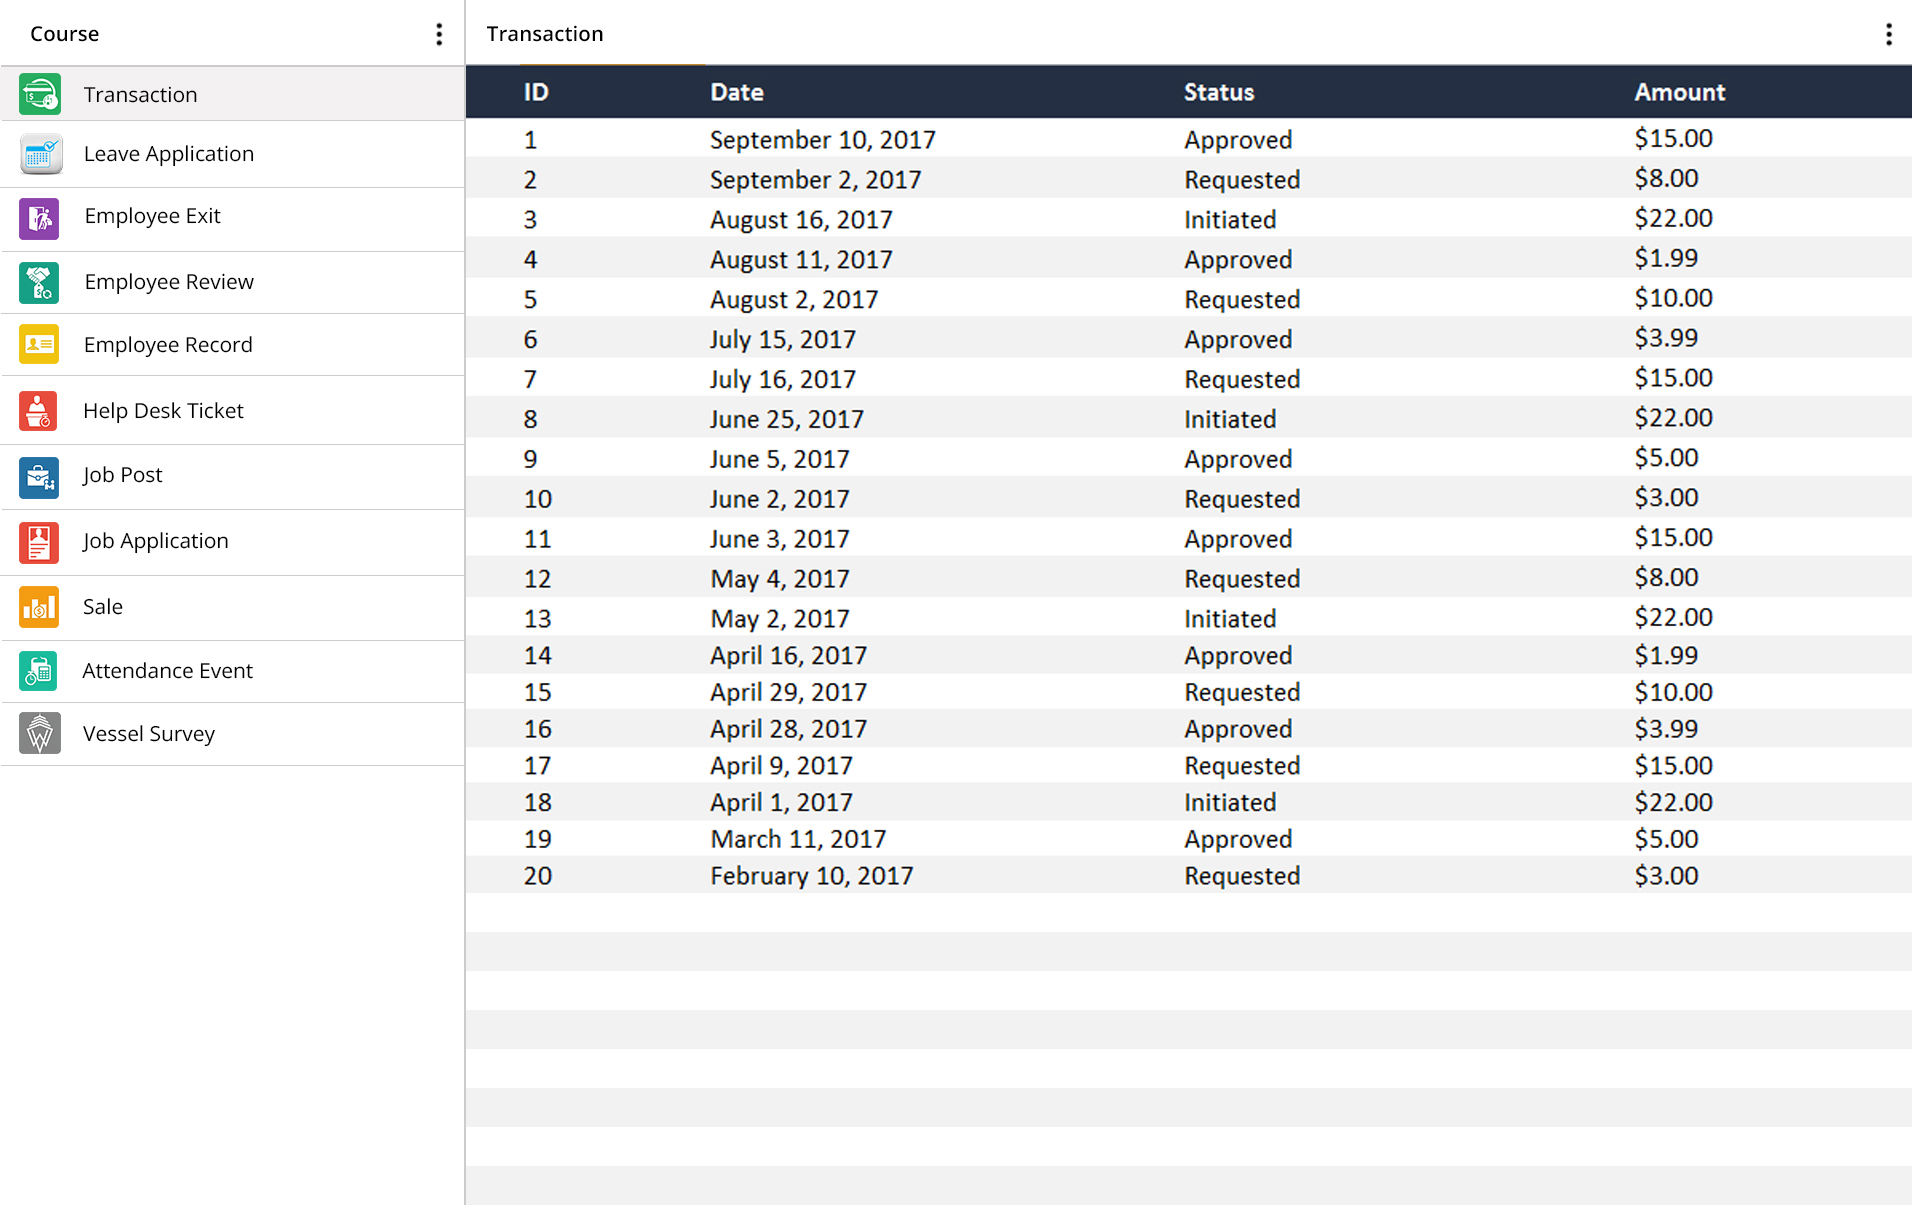 Course
Transaction
Leave Application
Employee Exit
Employee Review
Employee Record
Help Desk Ticket
Job Post
Job Application
Sale
Attendance Event
Vessel Survey
Transaction
ID Date Status Amount
1 September 10, 2017 Approved $15.00
2 September 2, 2017 Requested $8.00
3 August 16, 2017 Initiated $22.00
4 August 11, 2017 Approved $1.99
5 August 2, 2017 Requested $10.00
6 July 15, 2017 Approved $3.99
7 July 16, 2017 Requested $15.00
8 June 25, 2017 Initiated $22.00
9 June 5, 2017 Approved $5.00
10 June 2, 2017 Requested $3.00
11 June 3, 2017 Approved $15.00
12 May 4, 2017 Requested $8.00
13 May 2, 2017 Initiated $22.00
14 April 16, 2017 Approved $1.99
15 April 29, 2017 Requested $10.00
16 April 28, 2017 Approved $3.99
17 April 9, 2017 Requested $15.00
18 April 1, 2017 Initiated $22.00
19 March 11, 2017 Approved $5.00
20 February 10, 2017 Requested $3.00